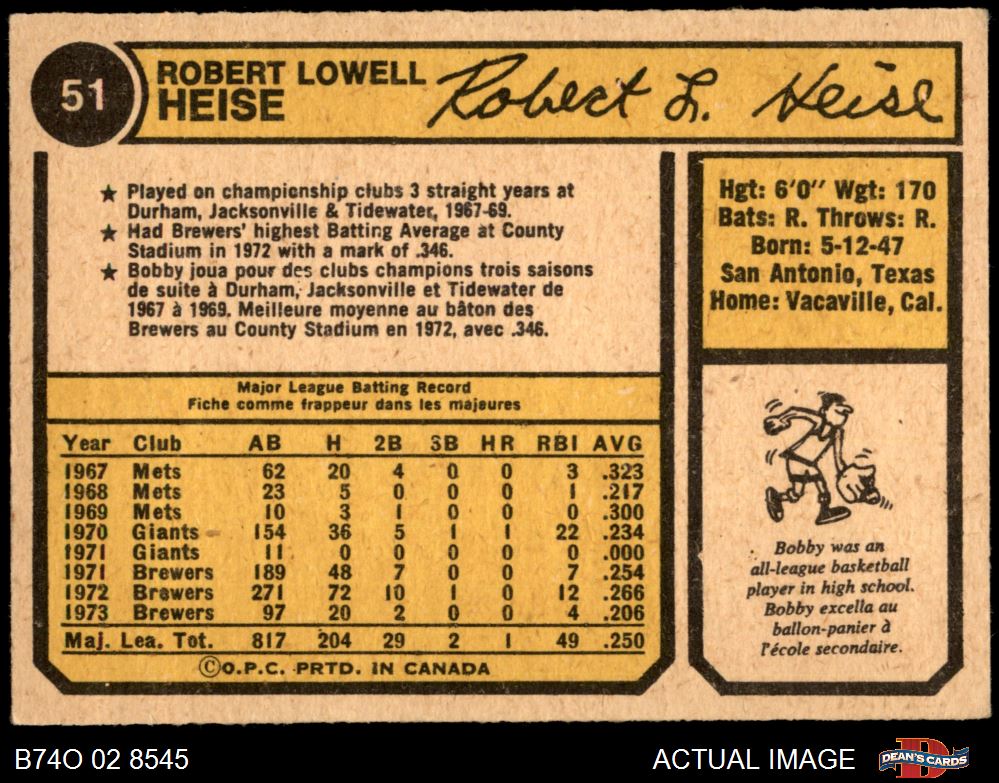 51
ROBERT LOWELL
HEISE
Robert L. Heise
★ Played on championship clubs 3 straight years at
Durham, Jacksonville & Tidewater, 1967-69.
★ Had Brewers' highest Batting Average at County
Stadium in 1972 with a mark of .346.
★ Bobby joua pour des clubs champions trois saisons
de suite à Durham, Jacksonville et Tidewater de
1967 à 1969. Meilleure moyenne au bâton des
Brewers au County Stadium en 1972, avec .346.
Hgt: 6'0" Wgt: 170
Bats: R. Throws: R.
Born: 5-12-47
San Antonio, Texas
Home: Vacaville, Cal.
Major League Batting Record
Fiche comme frappeur dans les majeures
Year Club AB H 2B 3B HR RBI AVG
1967 Mets 62 20 4 0 0 3 .323
1968 Mets 23 5 0 0 0 1 .217
1969 Mets 10 3 1 0 0 0 .300
1970 Giants 154 36 5 1 1 22 .234
1971 Giants 11 0 0 0 0 0 .000
1971 Brewers 189 48 7 0 0 7 .254
1972 Brewers 271 72 10 1 0 12 .266
1973 Brewers 97 20 2 0 0 4 .206
Maj. Lea. Tot. 817 204 29 2 1 49 .250
©O.P.C. PRTD. IN CANADA
Bobby was an
all-league basketball
player in high school.
Bobby excella au
ballon-panier à
l'école secondaire.
B74O 02 8545
ACTUAL IMAGE
DEAN'S CARDS